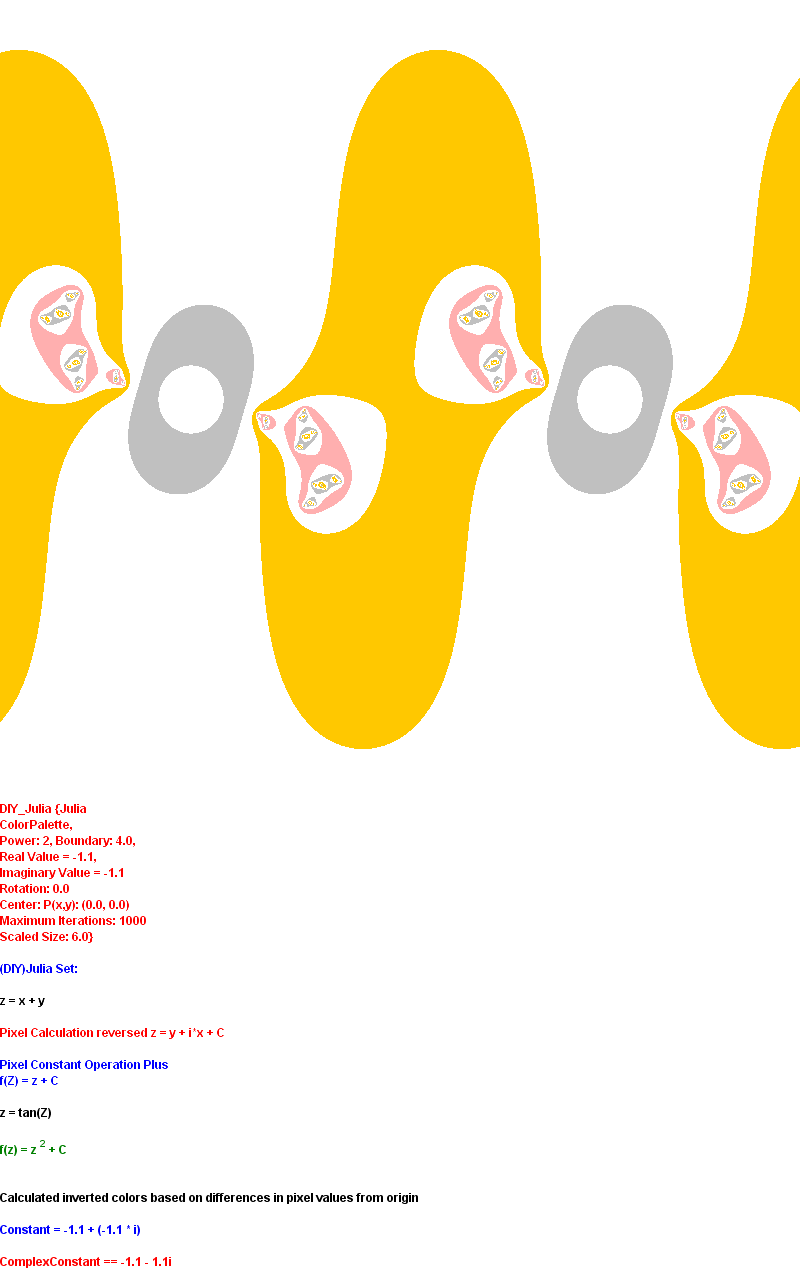 DIY_Julia {Julia
ColorPalette,
Power: 2, Boundary: 4.0,
Real Value = -1.1,
Imaginary Value = -1.1
Rotation: 0.0
Center: P(x,y): (0.0, 0.0)
Maximum Iterations: 1000
Scaled Size: 6.0}
(DIY)Julia Set:
z = x + y
Pixel Calculation reversed z = y + i*x + C
Pixel Constant Operation Plus
f(Z) = z + C
z = tan(Z)
f(z) = z ² + C
Calculated inverted colors based on differences in pixel values from origin
Constant = -1.1 + (-1.1 * i)
ComplexConstant == -1.1 - 1.1i